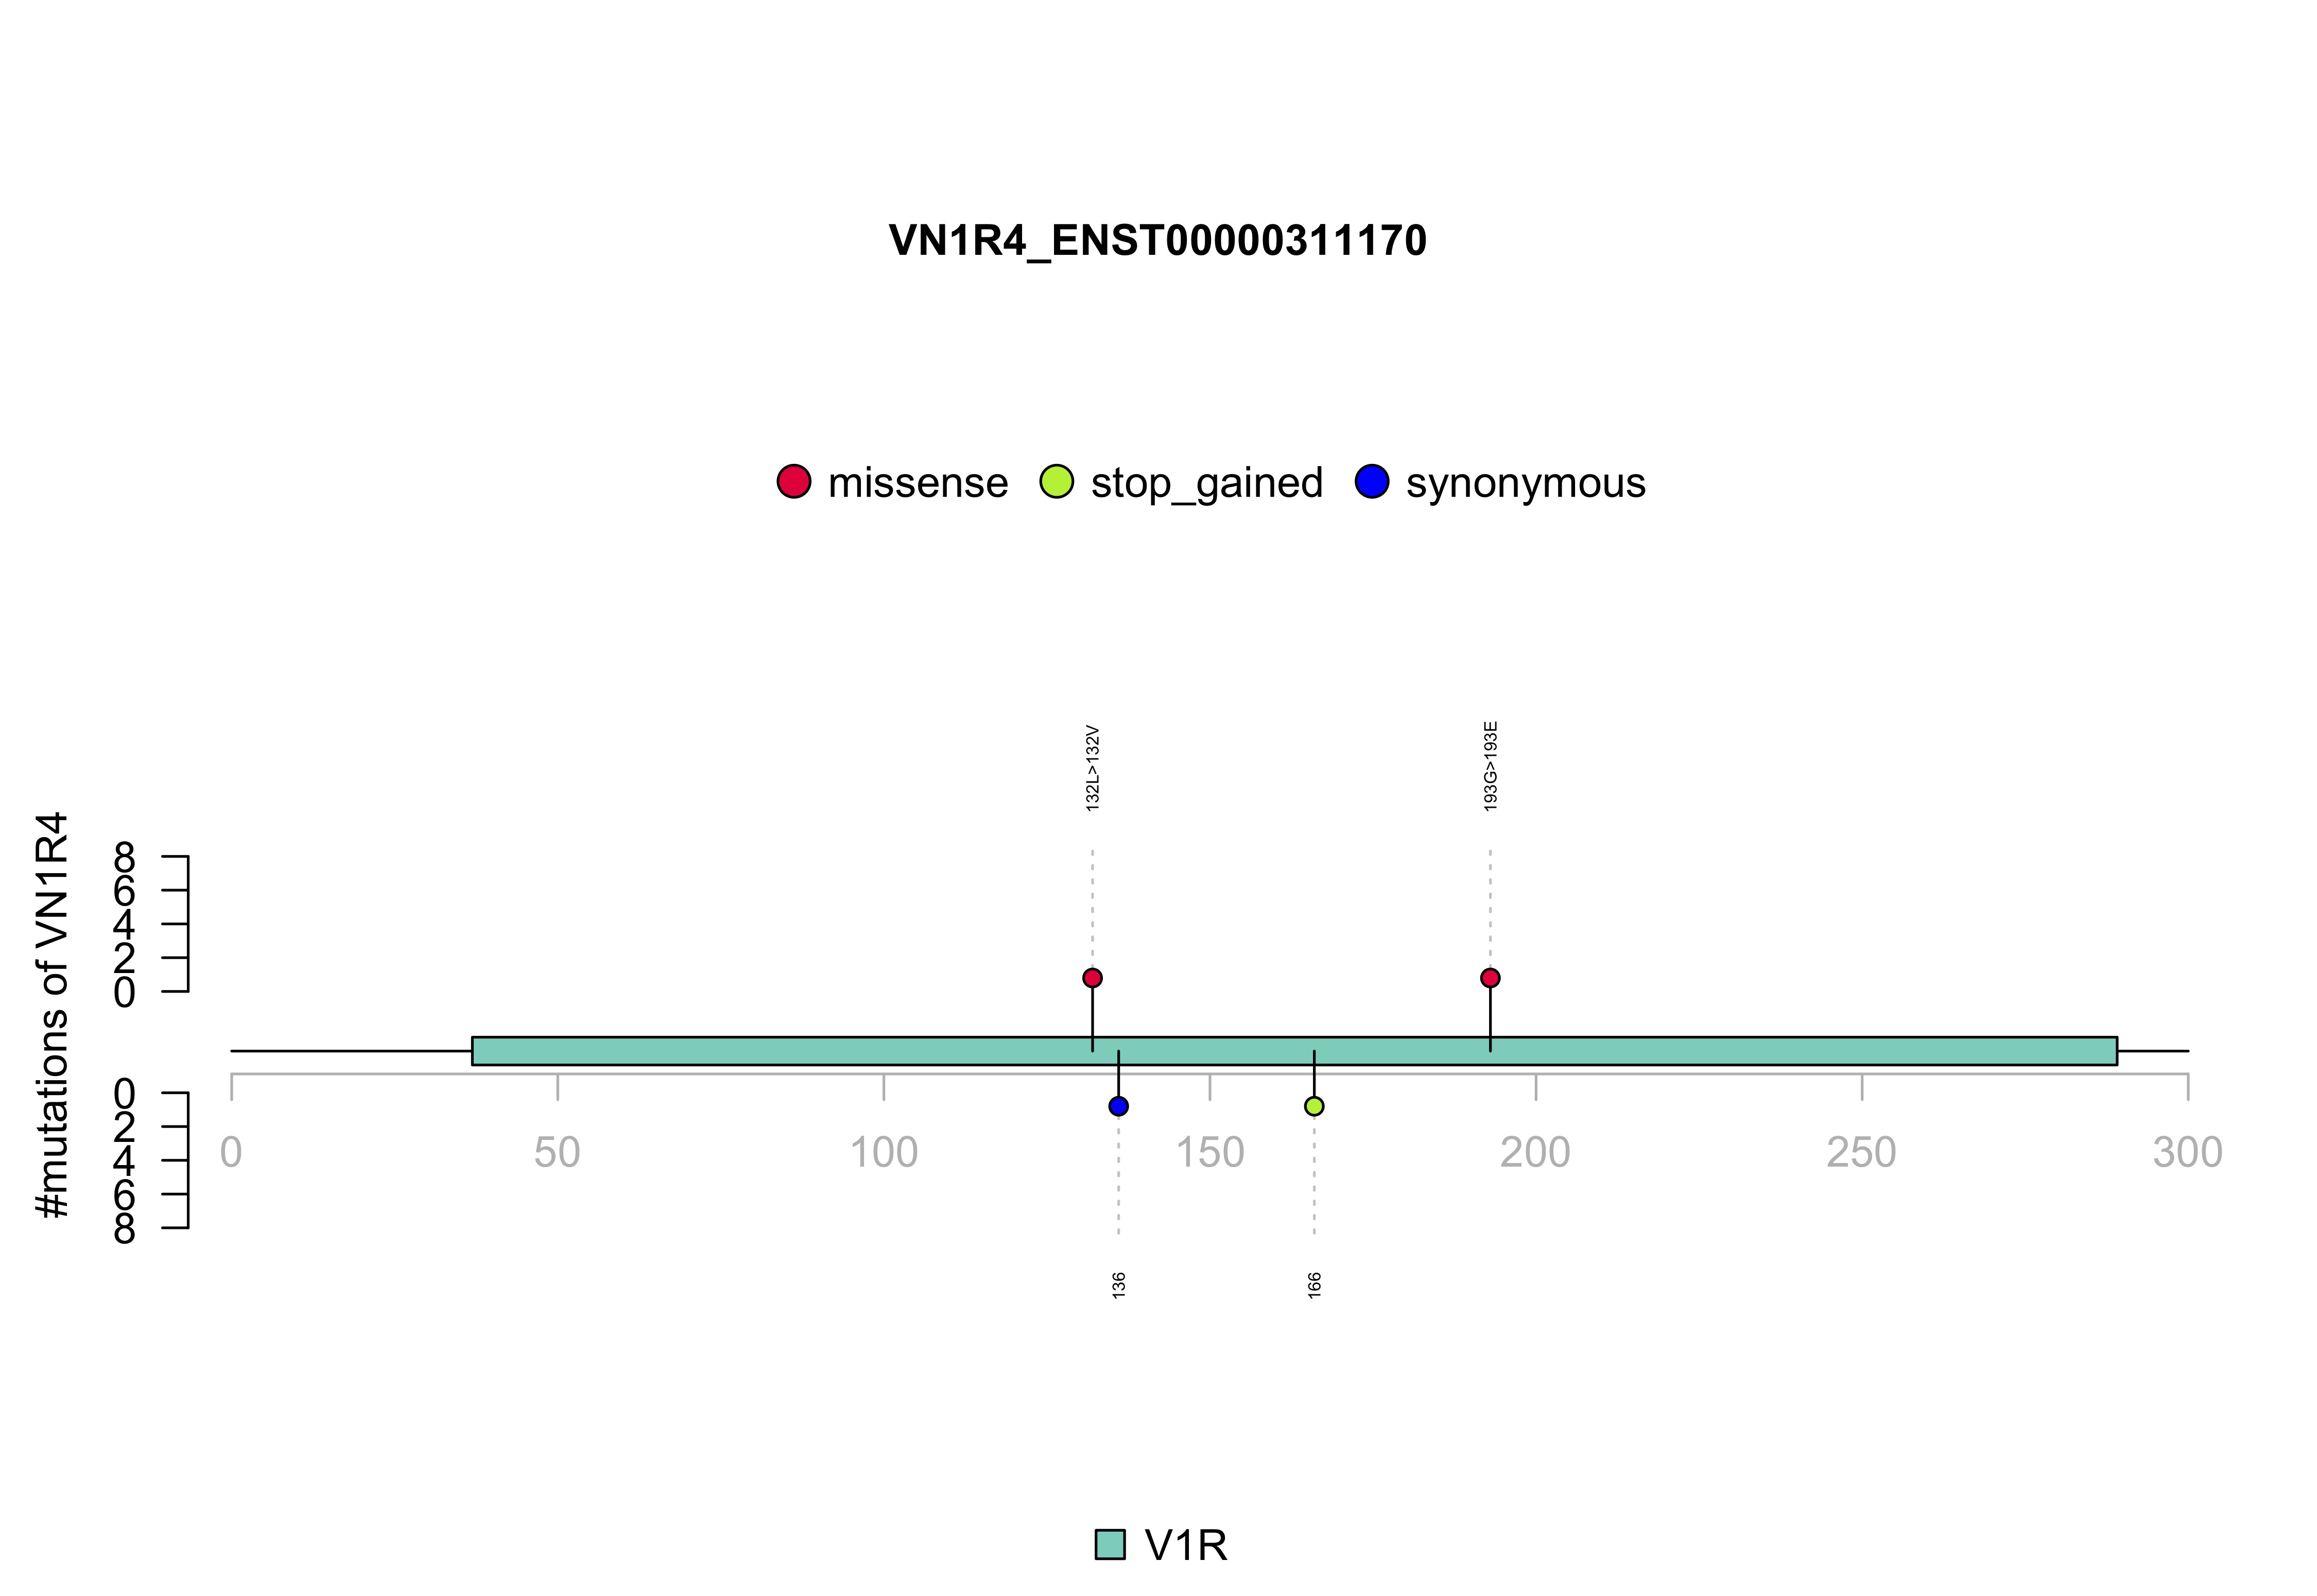 VN1R4_ENST00000311170
missense stop_gained synonymous
132L>132V 193G>193E
#mutations of VN1R4
8
6
4
2
0
0
2
4
6
8
0 50 100 150 200 250 300
136 166
V1R